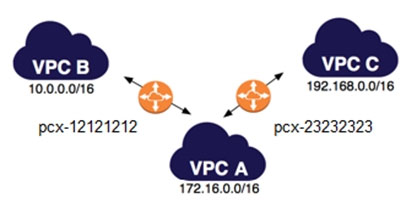 VPC B
10.0.0.0/16
VPC C
192.168.0.0/16
pcx-12121212
pcx-23232323
VPC A
172.16.0.0/16